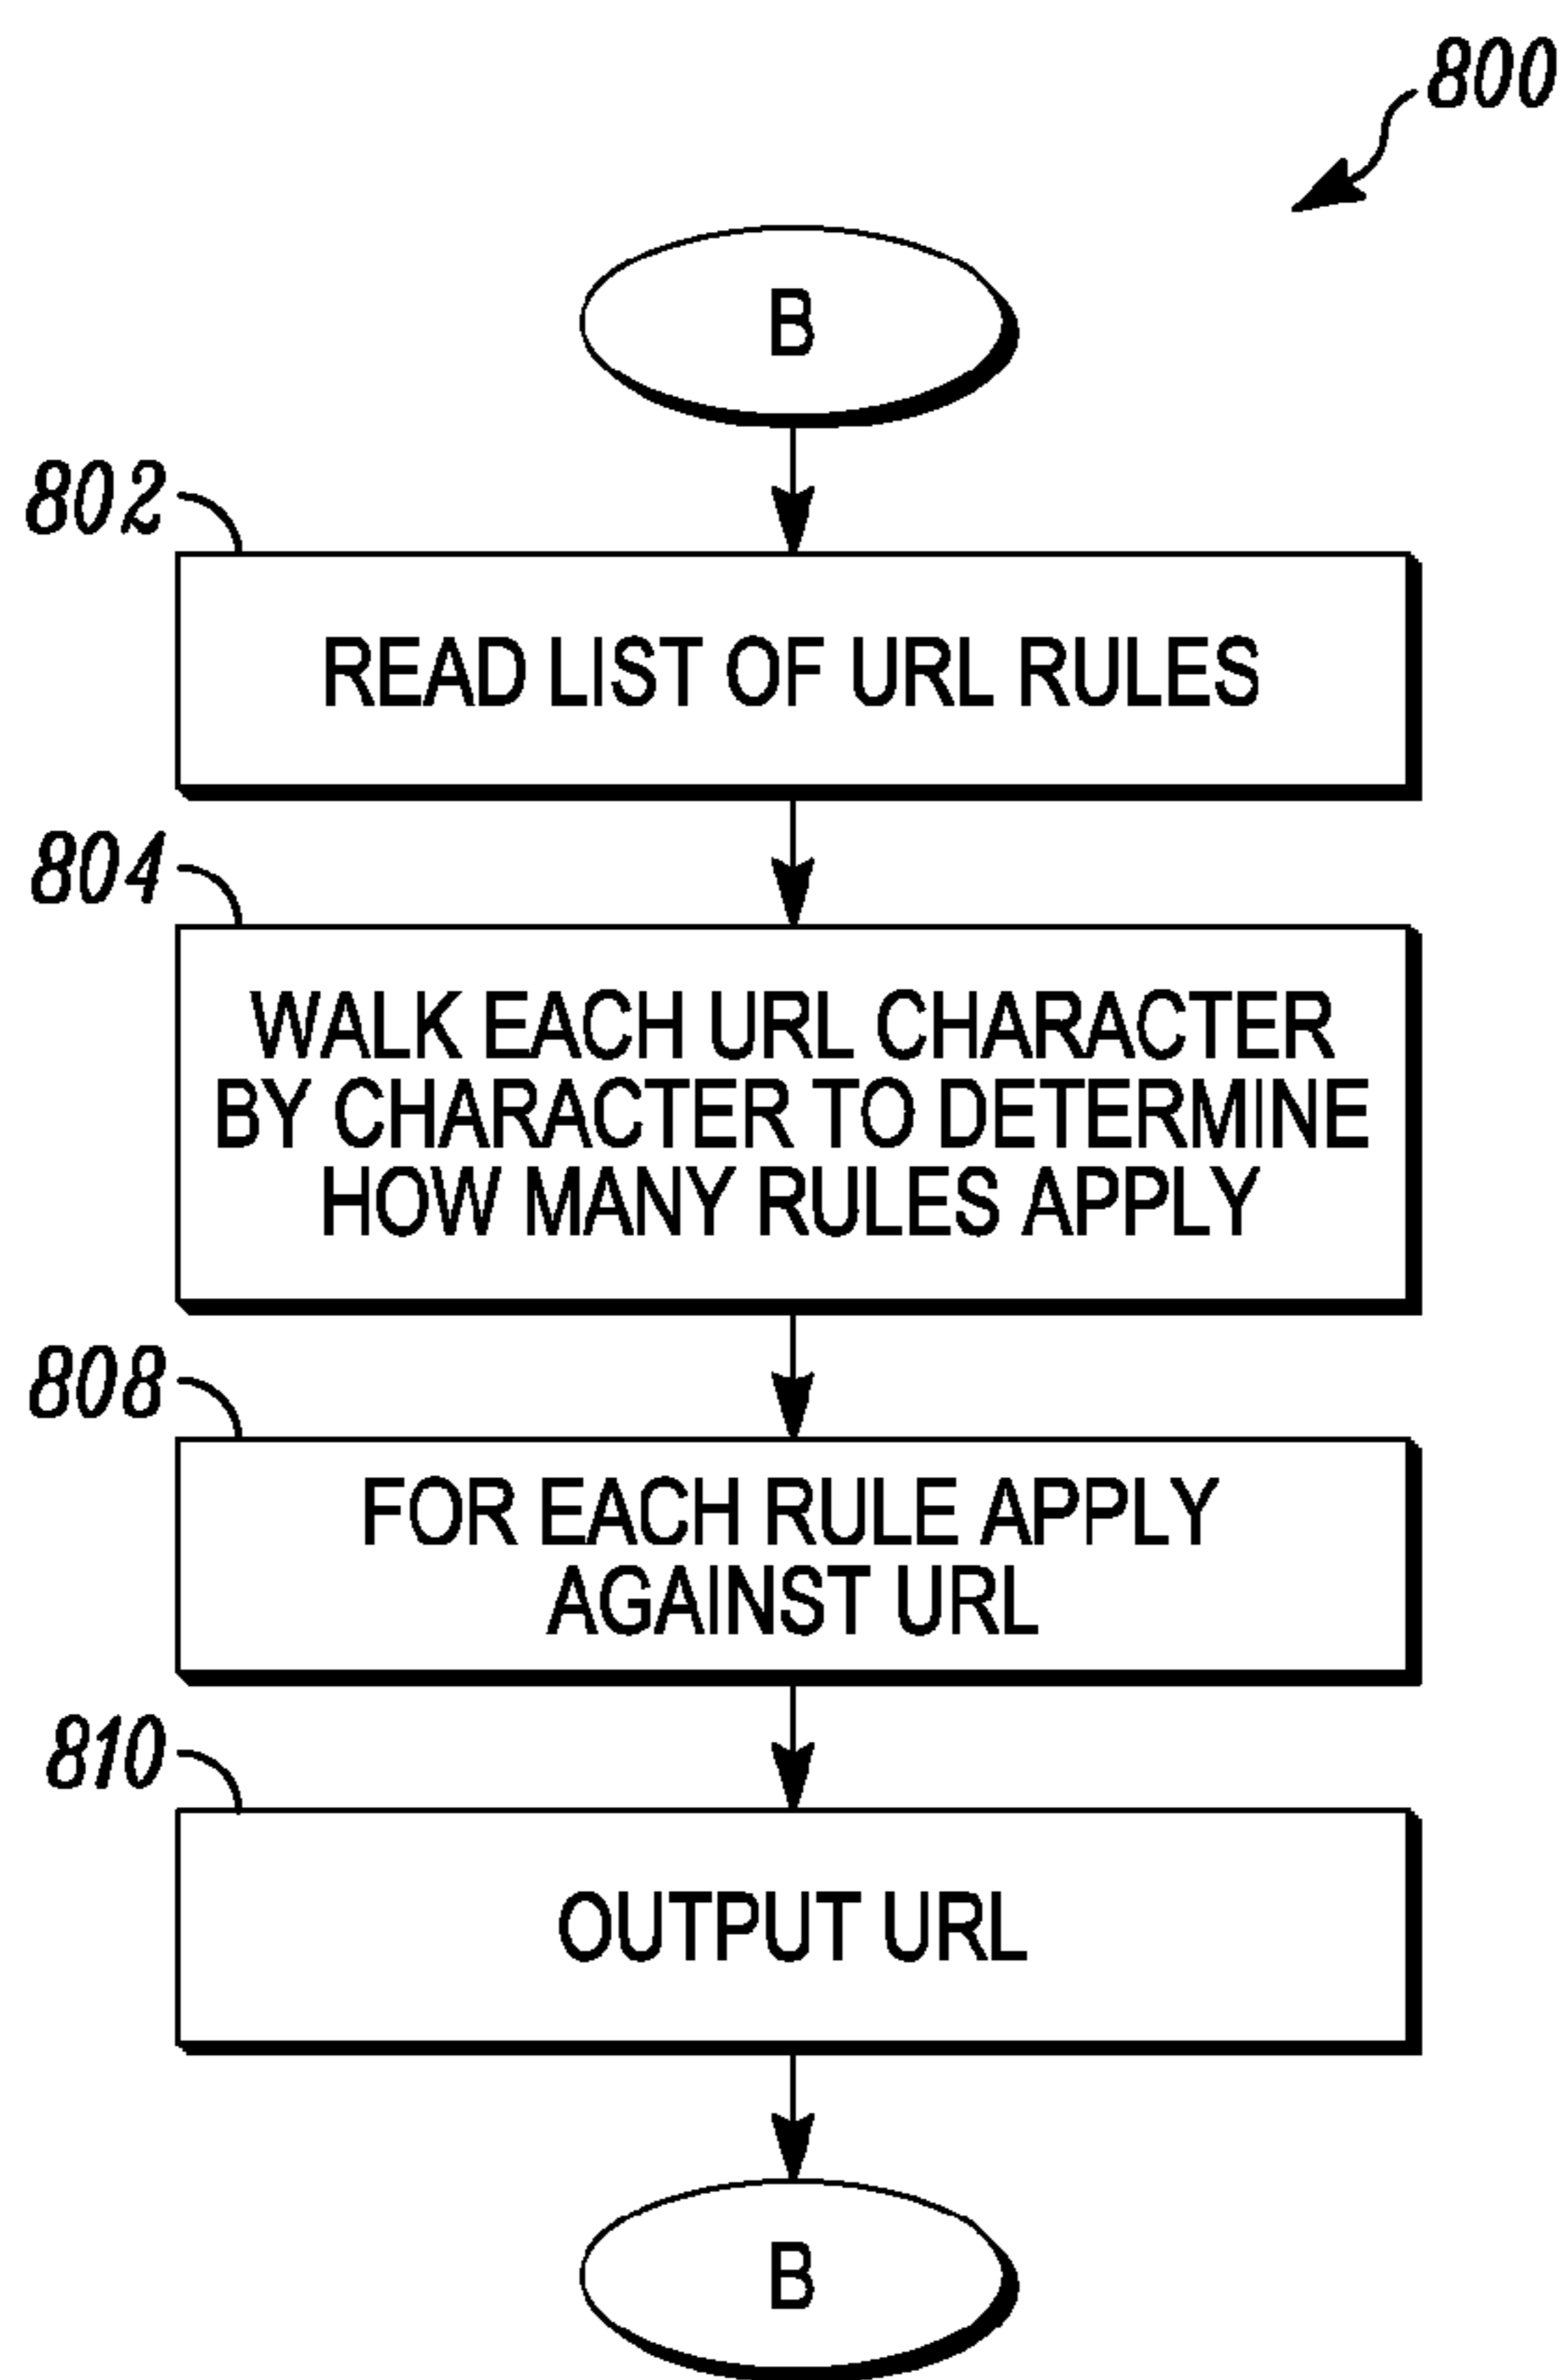 800
B
802
READ LIST OF URL RULES
804
WALK EACH URL CHARACTER
BY CHARACTER TO DETERMINE
HOW MANY RULES APPLY
808
FOR EACH RULE APPLY
AGAINST URL
810
OUTPUT URL
B